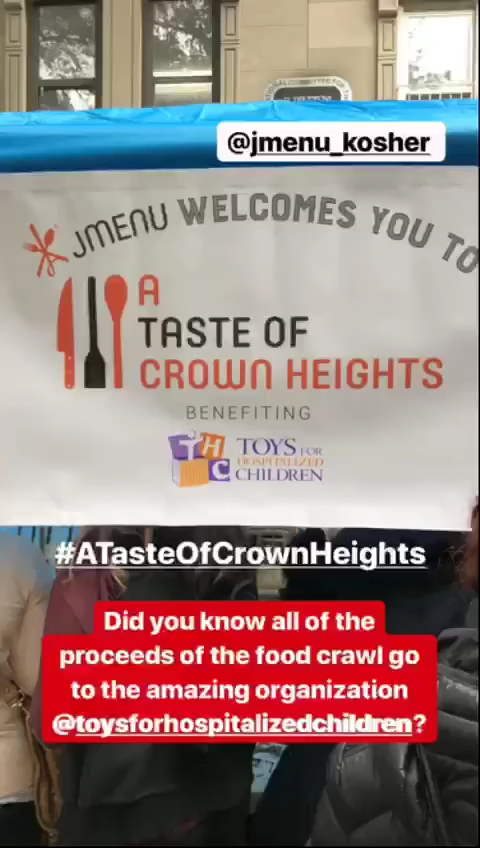 @jmenu_kosher
JMENU WELCOMES YOU TO
A
TASTE OF
CROWN HEIGHTS
BENEFITING
THC
TOYS FOR
HOSPITALIZED
CHILDREN
#ATasteOfCrownHeights
Did you know all of the
proceeds of the food crawl go
to the amazing organization
@toysforhospitalizedchildren?